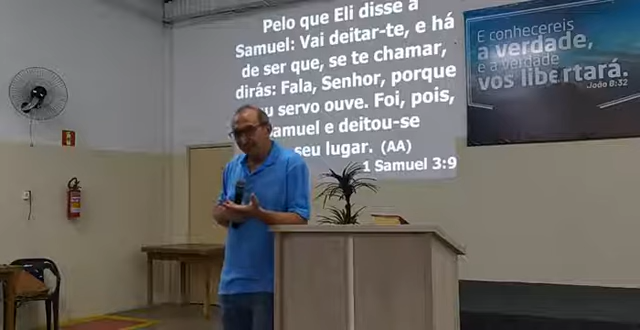 Pelo que Eli disse a
Samuel: Vai deitar-te, e há
de ser que, se te chamar,
dirás: Fala, SENHOR, porque
servo ouve. Foi, pois,
Samuel e deitou-se
seu lugar. (AA)
1 Samuel 3:9
E conhecereis
a verdade,
e a verdade
vos libertará.
João 8:32